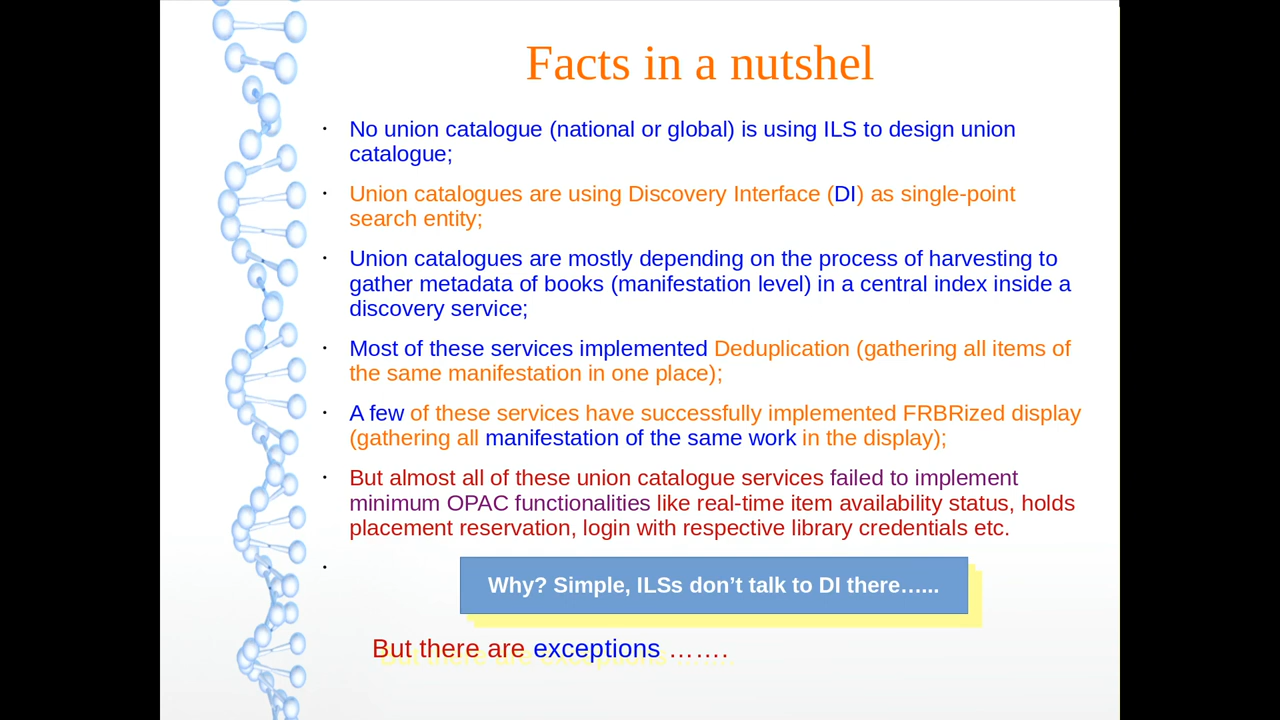 Facts in a nutshel
• No union catalogue (national or global) is using ILS to design union
catalogue;
• Union catalogues are using Discovery Interface (DI) as single-point
search entity;
• Union catalogues are mostly depending on the process of harvesting to
gather metadata of books (manifestation level) in a central index inside a
discovery service;
• Most of these services implemented Deduplication (gathering all items of
the same manifestation in one place);
• A few of these services have successfully implemented FRBRized display
(gathering all manifestation of the same work in the display);
• But almost all of these union catalogue services failed to implement
minimum OPAC functionalities like real-time item availability status, holds
placement reservation, login with respective library credentials etc.
•
Why? Simple, ILSs don’t talk to DI there…...
But there are exceptions …….